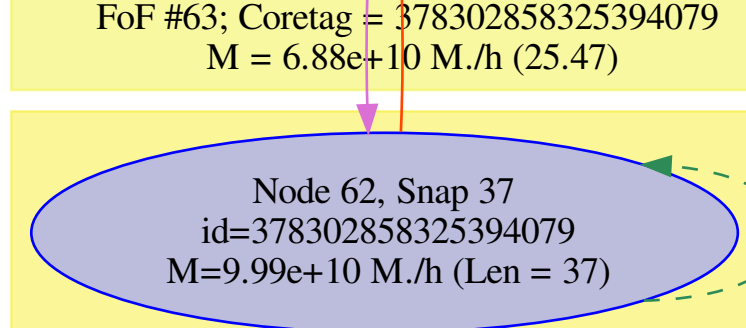 FoF #63; Coretag = 378302858325394079
M = 6.88e+10 M./h (25.47)
Node 62, Snap 37
id=378302858325394079
M=9.99e+10 M./h (Len = 37)